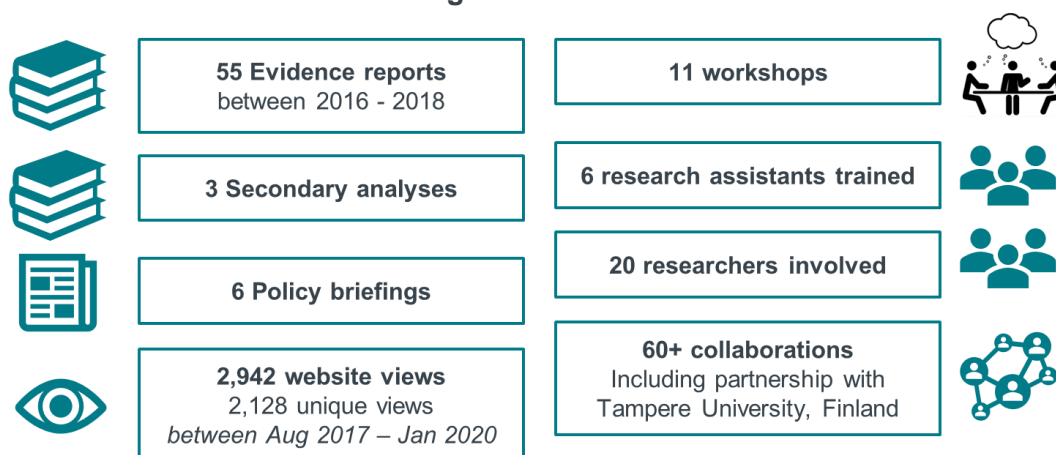 55 Evidence reports
between 2016 - 2018
3 Secondary analyses
6 Policy briefings
2,942 website views
2,128 unique views
between Aug 2017 – Jan 2020
11 workshops
6 research assistants trained
20 researchers involved
60+ collaborations
Including partnership with
Tampere University, Finland